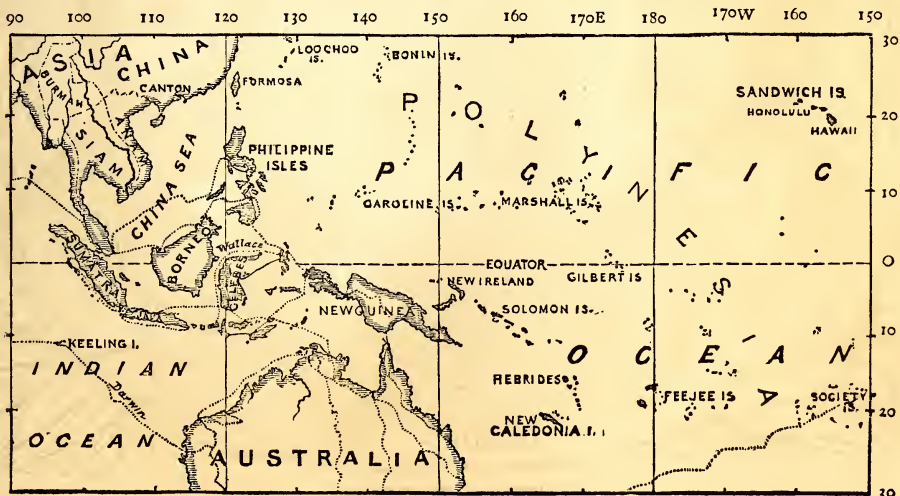 90 100 110 120 130 140 150 160 170E 180 170W 160 150
30
20
10
0
10
20
30
ASIA
CHINA
LOOCHOO
IS.
BONIN IS.
BURMAH
CANTON
FORMOSA
SIAM
CHINA SEA
PHILIPPINE
ISLES
SANDWICH IS.
HONOLULU
HAWAII
POLYNESIA
PACIFIC
CAROLINE IS.
MARSHALL IS.
SUMATRA
BORNEO
Wallace
CELEBES
EQUATOR
GILBERT IS
NEW IRELAND
NEW GUINEA
SOLOMON IS.
KEELING I.
INDIAN
OCEAN
Darwin
OCEAN
HEBRIDES
FEEJEE IS
SOCIETY
IS.
NEW
CALEDONIA.I.
AUSTRALIA